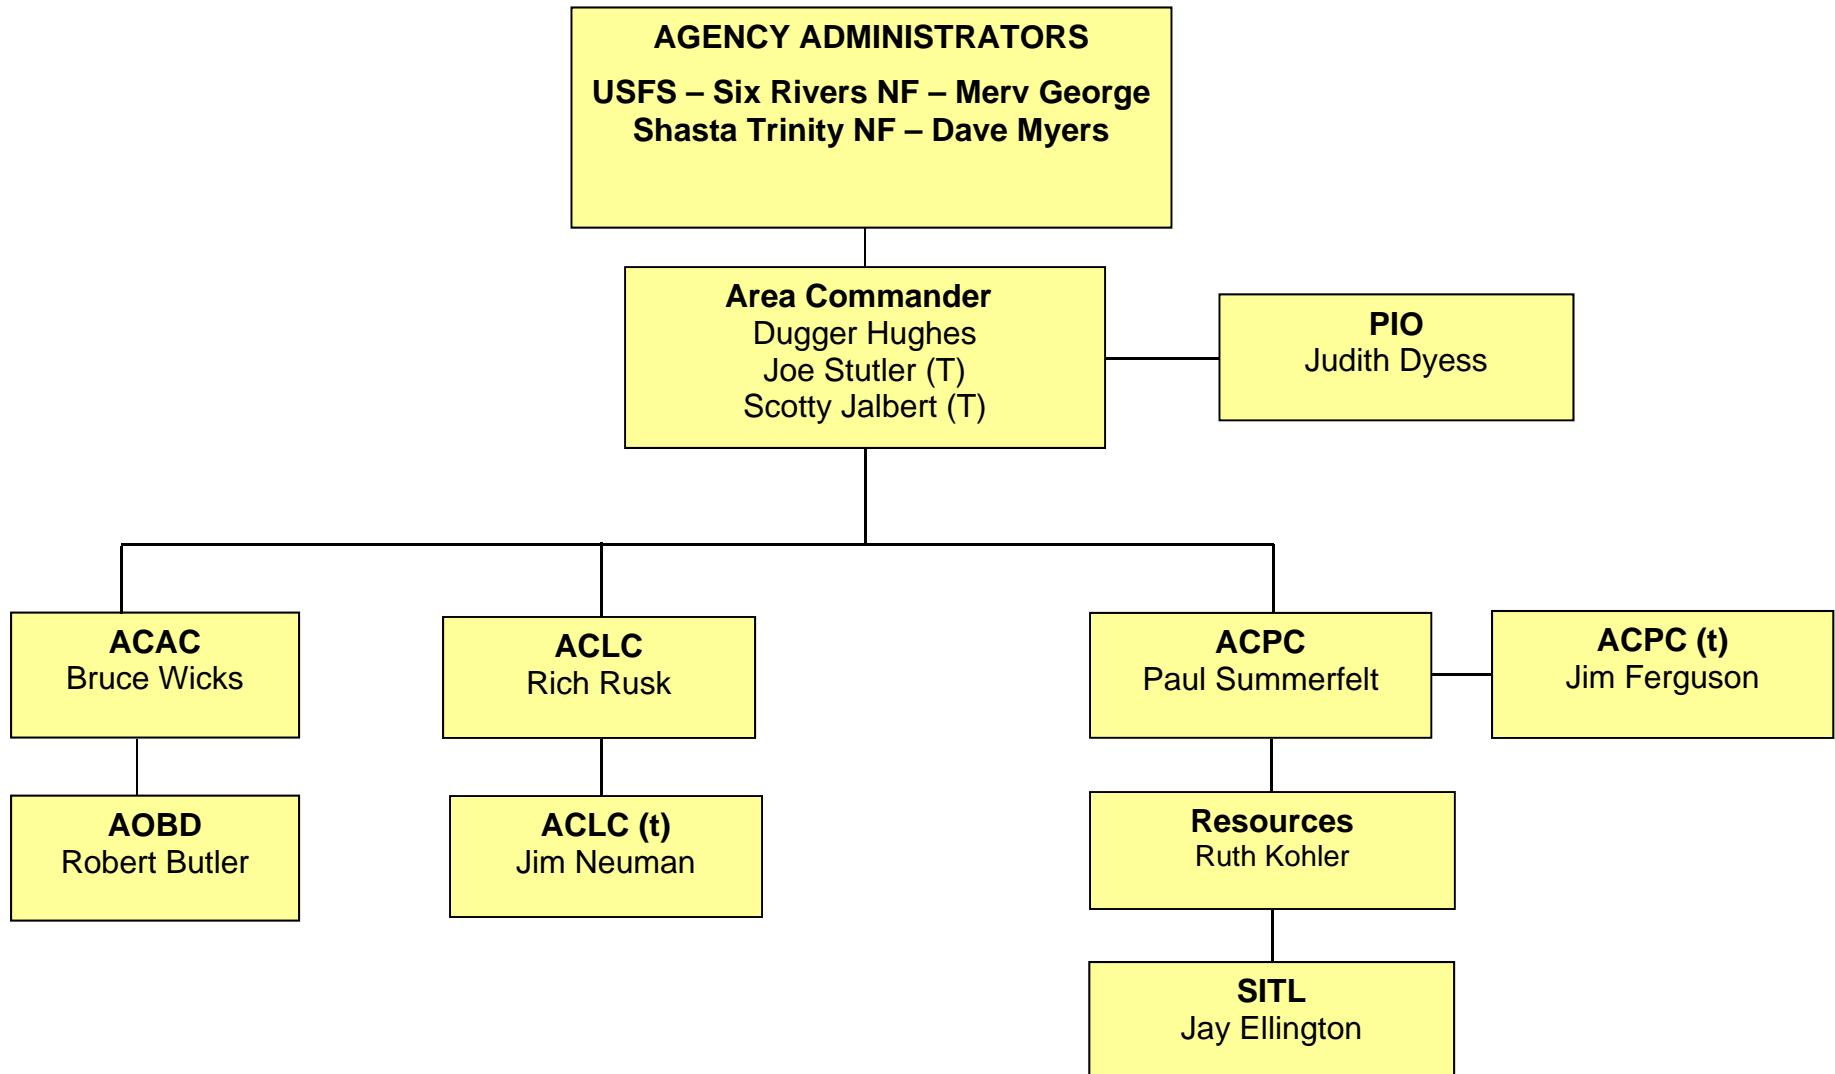 AGENCY ADMINISTRATORS
USFS – Six Rivers NF – Merv George
Shasta Trinity NF – Dave Myers
Area Commander
Dugger Hughes
Joe Stutler (T)
Scotty Jalbert (T)
PIO
Judith Dyess
ACAC
Bruce Wicks
ACLC
Rich Rusk
ACPC
Paul Summerfelt
ACPC (t)
Jim Ferguson
AOBD
Robert Butler
ACLC (t)
Jim Neuman
Resources
Ruth Kohler
SITL
Jay Ellington